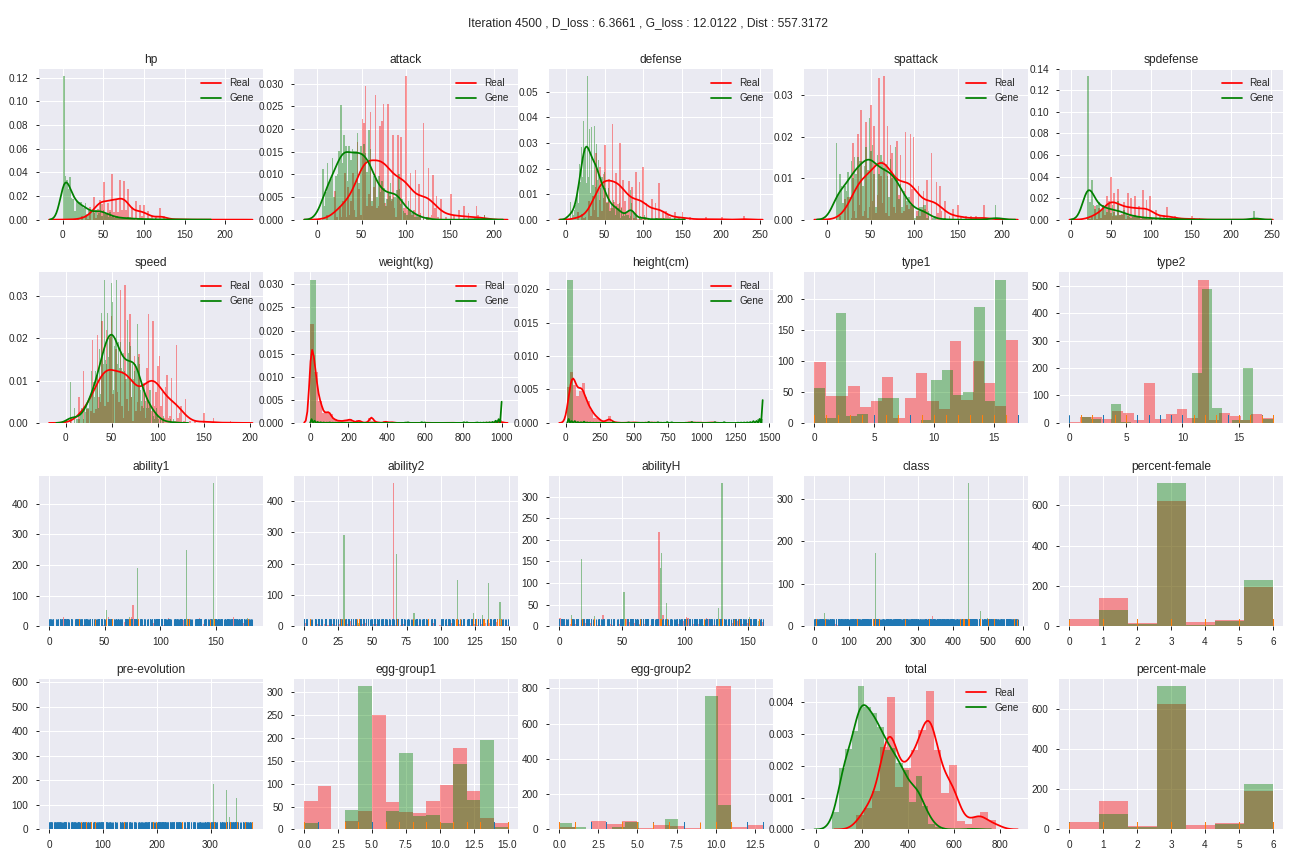 Iteration 4500 , D_loss : 6.3661 , G_loss : 12.0122 , Dist : 557.3172
hp
attack
defense
spattack
spdefense
0.12
0.10
0.08
0.06
0.04
0.02
0.00
0 50 100 150 200
Real
Gene
0.030
0.025
0.020
0.015
0.010
0.005
0.000
0 50 100 150 200
Real
Gene
0.05
0.04
0.03
0.02
0.01
0.00
0 50 100 150 200 250
Real
Gene
0.03
0.02
0.01
0.00
0 50 100 150 200
Real
Gene
0.14
0.12
0.10
0.08
0.06
0.04
0.02
0.00
0 50 100 150 200 250
Real
Gene
speed
weight(kg)
height(cm)
type1
type2
0.03
0.02
0.01
0.00
0 50 100 150 200
Real
Gene
0.030
0.025
0.020
0.015
0.010
0.005
0.000
0 200 400 600 800 1000
Real
Gene
0.020
0.015
0.010
0.005
0.000
0 250 500 750 1000 1250 1500
Real
Gene
200
150
100
50
0
0 5 10 15
500
400
300
200
100
0
0 5 10 15
ability1
ability2
abilityH
class
percent-female
400
300
200
100
0
0 50 100 150
400
300
200
100
0
0 25 50 75 100 125 150
300
250
200
150
100
50
0
0 50 100 150
300
200
100
0
0 100 200 300 400 500 600
600
400
200
0
0 1 2 3 4 5 6
pre-evolution
egg-group1
egg-group2
total
percent-male
600
500
400
300
200
100
0
0 100 200 300
300
250
200
150
100
50
0
0.0 2.5 5.0 7.5 10.0 12.5 15.0
800
600
400
200
0
0.0 2.5 5.0 7.5 10.0 12.5
0.004
0.003
0.002
0.001
0.000
0 200 400 600 800
Real
Gene
600
400
200
0
0 1 2 3 4 5 6